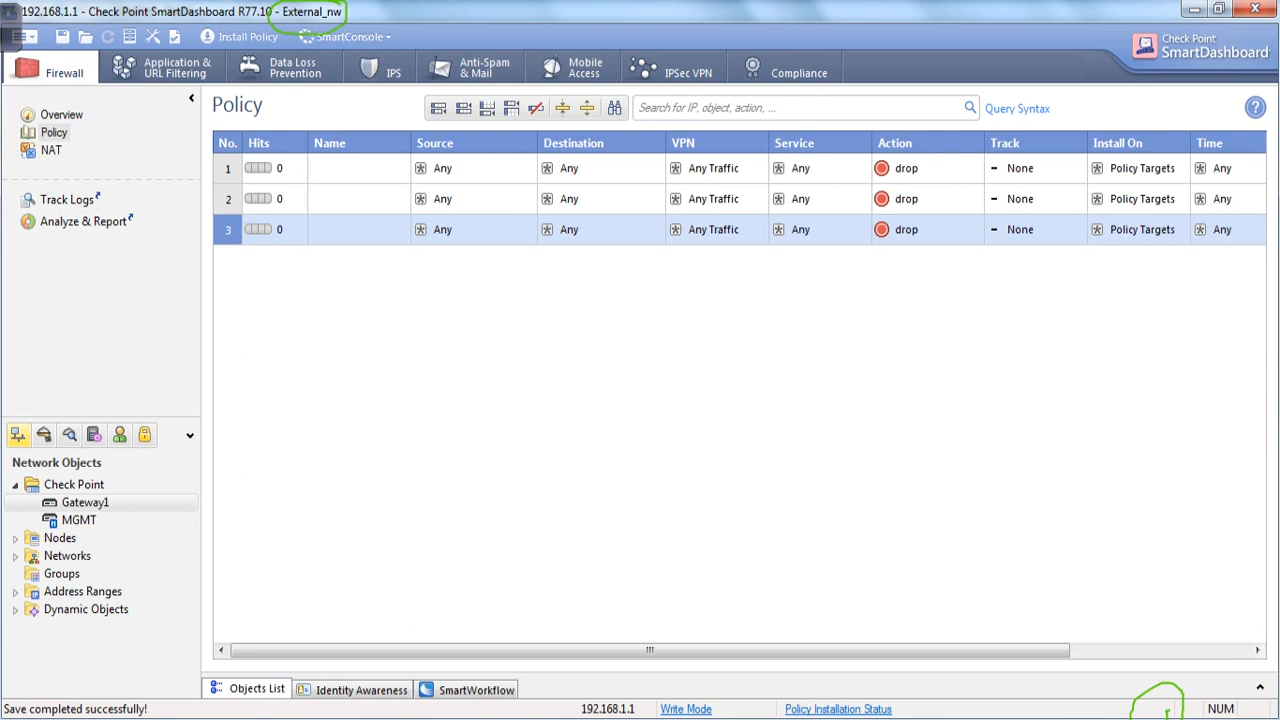 192.168.1.1 - Check Point SmartDashboard R77.10 - External_nw
Install Policy SmartConsole
Check Point
SmartDashboard
Firewall
Application & URL Filtering
Data Loss Prevention
IPS
Anti-Spam & Mail
Mobile Access
IPSec VPN
Compliance
Overview
Policy
NAT
Track Logs
Analyze & Report
Policy
Search for IP, object, action, ...
Query Syntax
No. Hits Name Source Destination VPN Service Action Track Install On Time
1 0 Any Any Any Traffic Any drop - None Policy Targets Any
2 0 Any Any Any Traffic Any drop - None Policy Targets Any
3 0 Any Any Any Traffic Any drop - None Policy Targets Any
Network Objects
Check Point
Gateway1
MGMT
Nodes
Networks
Groups
Address Ranges
Dynamic Objects
Objects List Identity Awareness SmartWorkflow
Save completed successfully! 192.168.1.1 Write Mode Policy Installation Status NUM